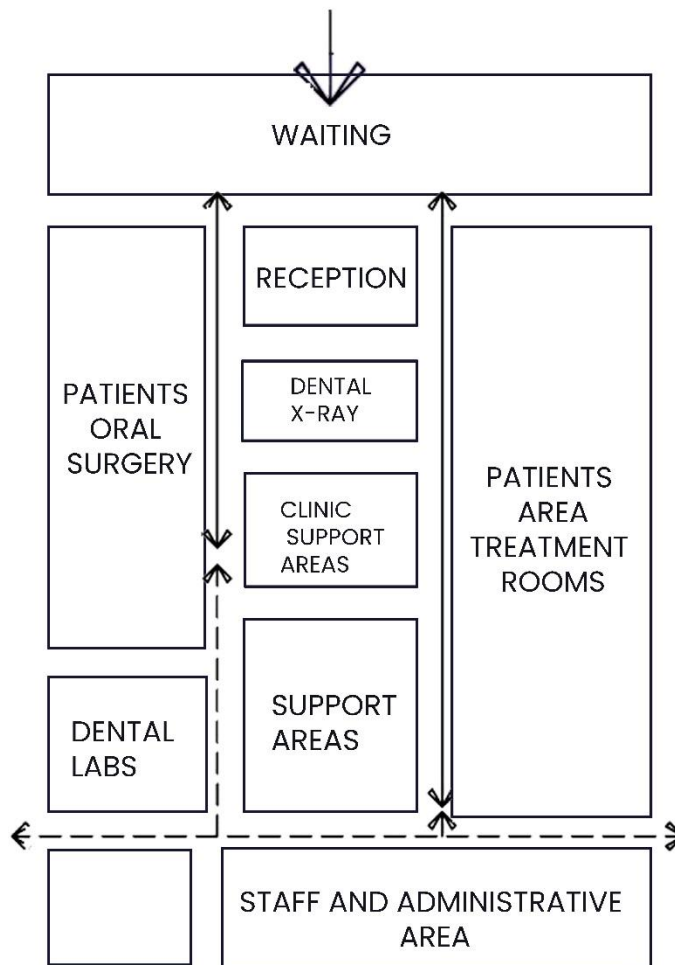 WAITING
RECEPTION
DENTAL
X-RAY
PATIENTS
ORAL
SURGERY
CLINIC
SUPPORT
AREAS
PATIENTS
AREA
TREATMENT
ROOMS
SUPPORT
AREAS
DENTAL
LABS
STAFF AND ADMINISTRATIVE
AREA